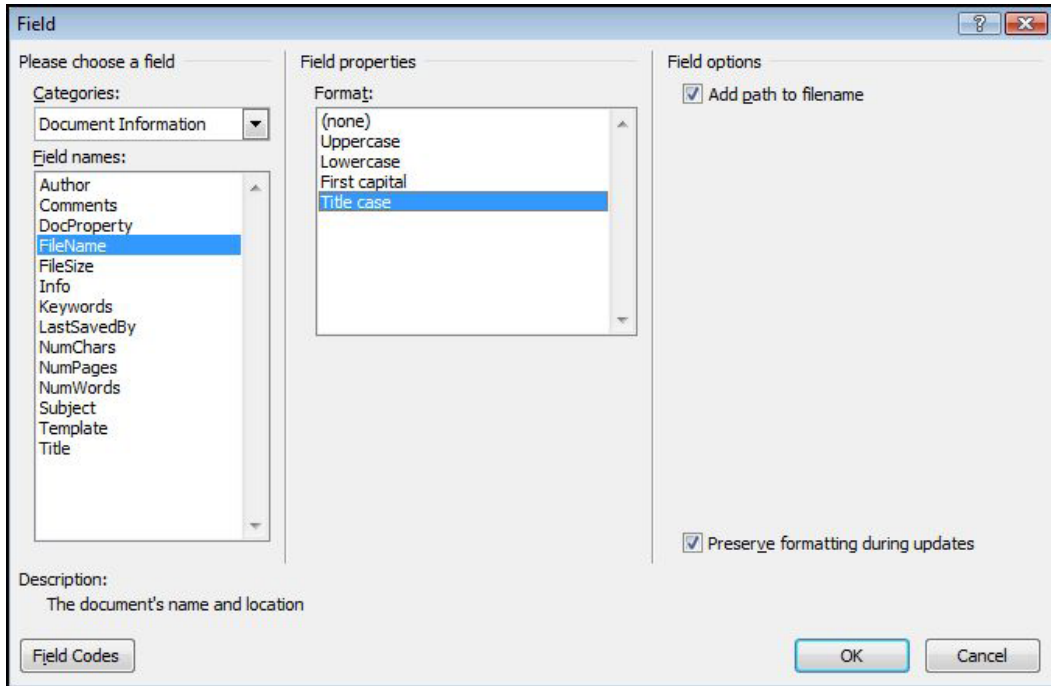 Field
Please choose a field
Categories:
Document Information
Field names:
Author
Comments
DocProperty
FileName
FileSize
Info
Keywords
LastSavedBy
NumChars
NumPages
NumWords
Subject
Template
Title
Field properties
Format:
(none)
Uppercase
Lowercase
First capital
Title case
Field options
Add path to filename
Preserve formatting during updates
Description:
The document's name and location
Field Codes
OK
Cancel